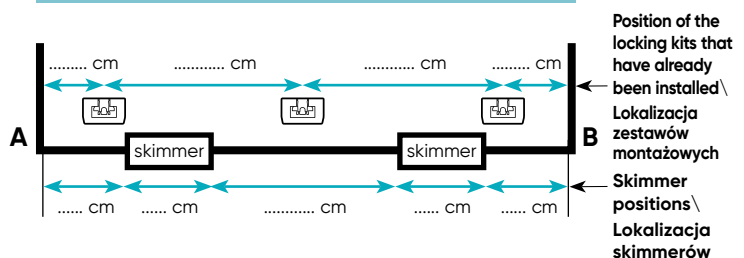 Position of the
locking kits that
have already
been installed\
Lokalizacja
zestawów
montażowych
......... cm ............ cm ............ cm ......... cm
A B
skimmer skimmer
Skimmer
positions\
Lokalizacja
skimmerów
...... cm ...... cm ............ cm ...... cm ...... cm